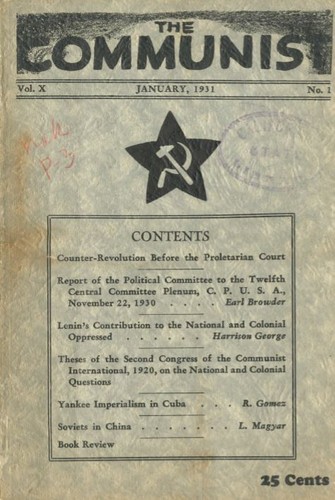 THE
COMMUNIST
Vol. X JANUARY, 1931 No. 1
P-3
CONTENTS
Counter-Revolution Before the Proletarian Court
Report of the Political Committee to the Twelfth
Central Committee Plenum, C. P. U. S. A.,
November 22, 1930 . . . . Earl Browder
Lenin's Contribution to the National and Colonial
Oppressed . . . . . . Harrison George
Theses of the Second Congress of the Communist
International, 1920, on the National and Colonial
Questions
Yankee Imperialism in Cuba . . . R. Gomez
Soviets in China . . . . . . L. Magyar
Book Review
25 Cents